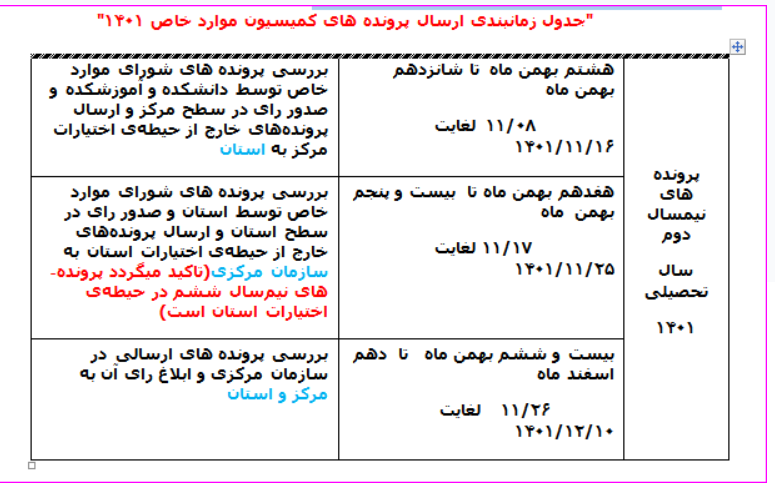 "جدول زمانبندی ارسال پرونده های کمیسیون موارد خاص ۱۴۰۱"
پرونده
های
نیمسال
دوم
سال
تحصیلی
۱۴۰۱
هشتم بهمن ماه تا شانزدهم
بهمن ماه
۱۱/۰۸ لغایت
۱۴۰۱/۱۱/۱۶
بررسی پرونده های شورای موارد
خاص توسط دانشکده و آموزشکده و
صدور رای در سطح مرکز و ارسال
پرونده‌های خارج از حیطه‌ی اختیارات
مرکز به استان
هفدهم بهمن ماه تا بیست و پنجم
بهمن ماه
۱۱/۱۷ لغایت
۱۴۰۱/۱۱/۲۵
بررسی پرونده های شورای موارد
خاص توسط استان و صدور رای در
سطح استان و ارسال پرونده‌های
خارج از حیطه‌ی اختیارات استان به
سازمان مرکزی(تاکید میگردد پرونده-
های نیم‌سال ششم در حیطه‌ی
اختیارات استان است)
بیست و ششم بهمن ماه تا دهم
اسفند ماه
۱۱/۲۶ لغایت
۱۴۰۱/۱۲/۱۰
بررسی پرونده های ارسالی در
سازمان مرکزی و ابلاغ رای آن به
مرکز و استان